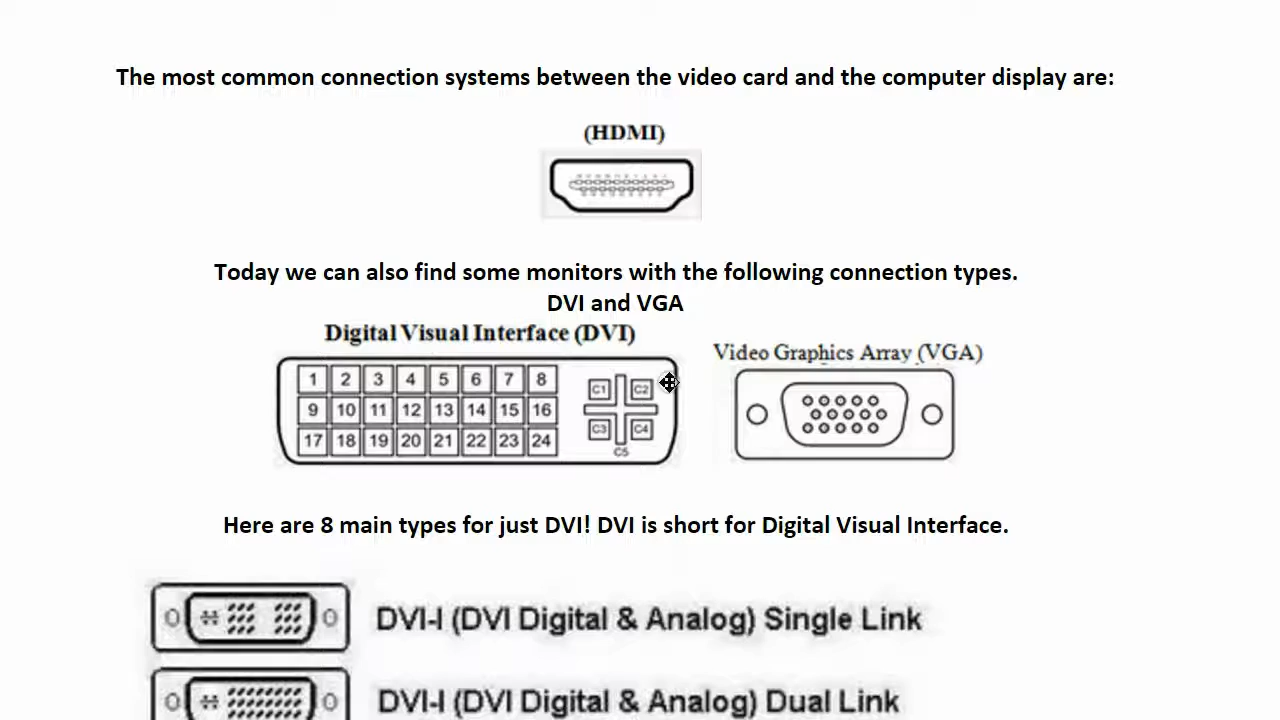 The most common connection systems between the video card and the computer display are:
(HDMI)
Today we can also find some monitors with the following connection types.
DVI and VGA
Digital Visual Interface (DVI)
Video Graphics Array (VGA)
1 2 3 4 5 6 7 8 C1 C2
9 10 11 12 13 14 15 16
17 18 19 20 21 22 23 24 C3 C4
C5
Here are 8 main types for just DVI! DVI is short for Digital Visual Interface.
DVI-I (DVI Digital & Analog) Single Link
DVI-I (DVI Digital & Analog) Dual Link